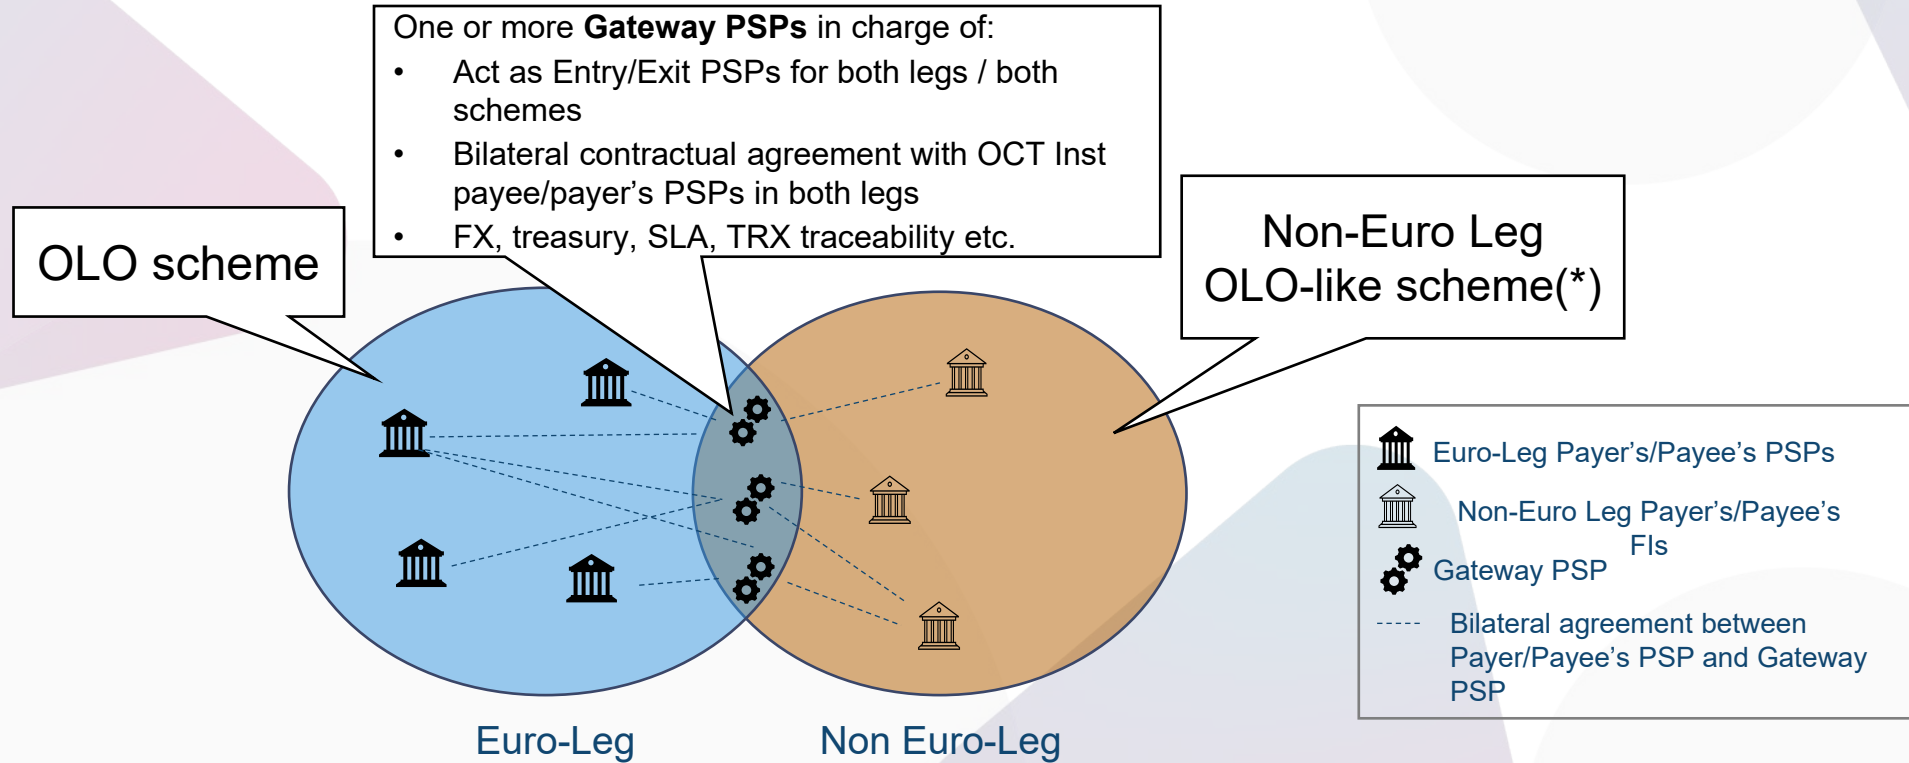 One or more Gateway PSPs in charge of:
• Act as Entry/Exit PSPs for both legs / both
schemes
• Bilateral contractual agreement with OCT Inst
payee/payer’s PSPs in both legs
• FX, treasury, SLA, TRX traceability etc.
OLO scheme
Non-Euro Leg
OLO-like scheme(*)
Euro-Leg Payer’s/Payee’s PSPs
Non-Euro Leg Payer’s/Payee’s
FIs
Gateway PSP
Bilateral agreement between
Payer/Payee’s PSP and Gateway
PSP
Euro-Leg
Non Euro-Leg